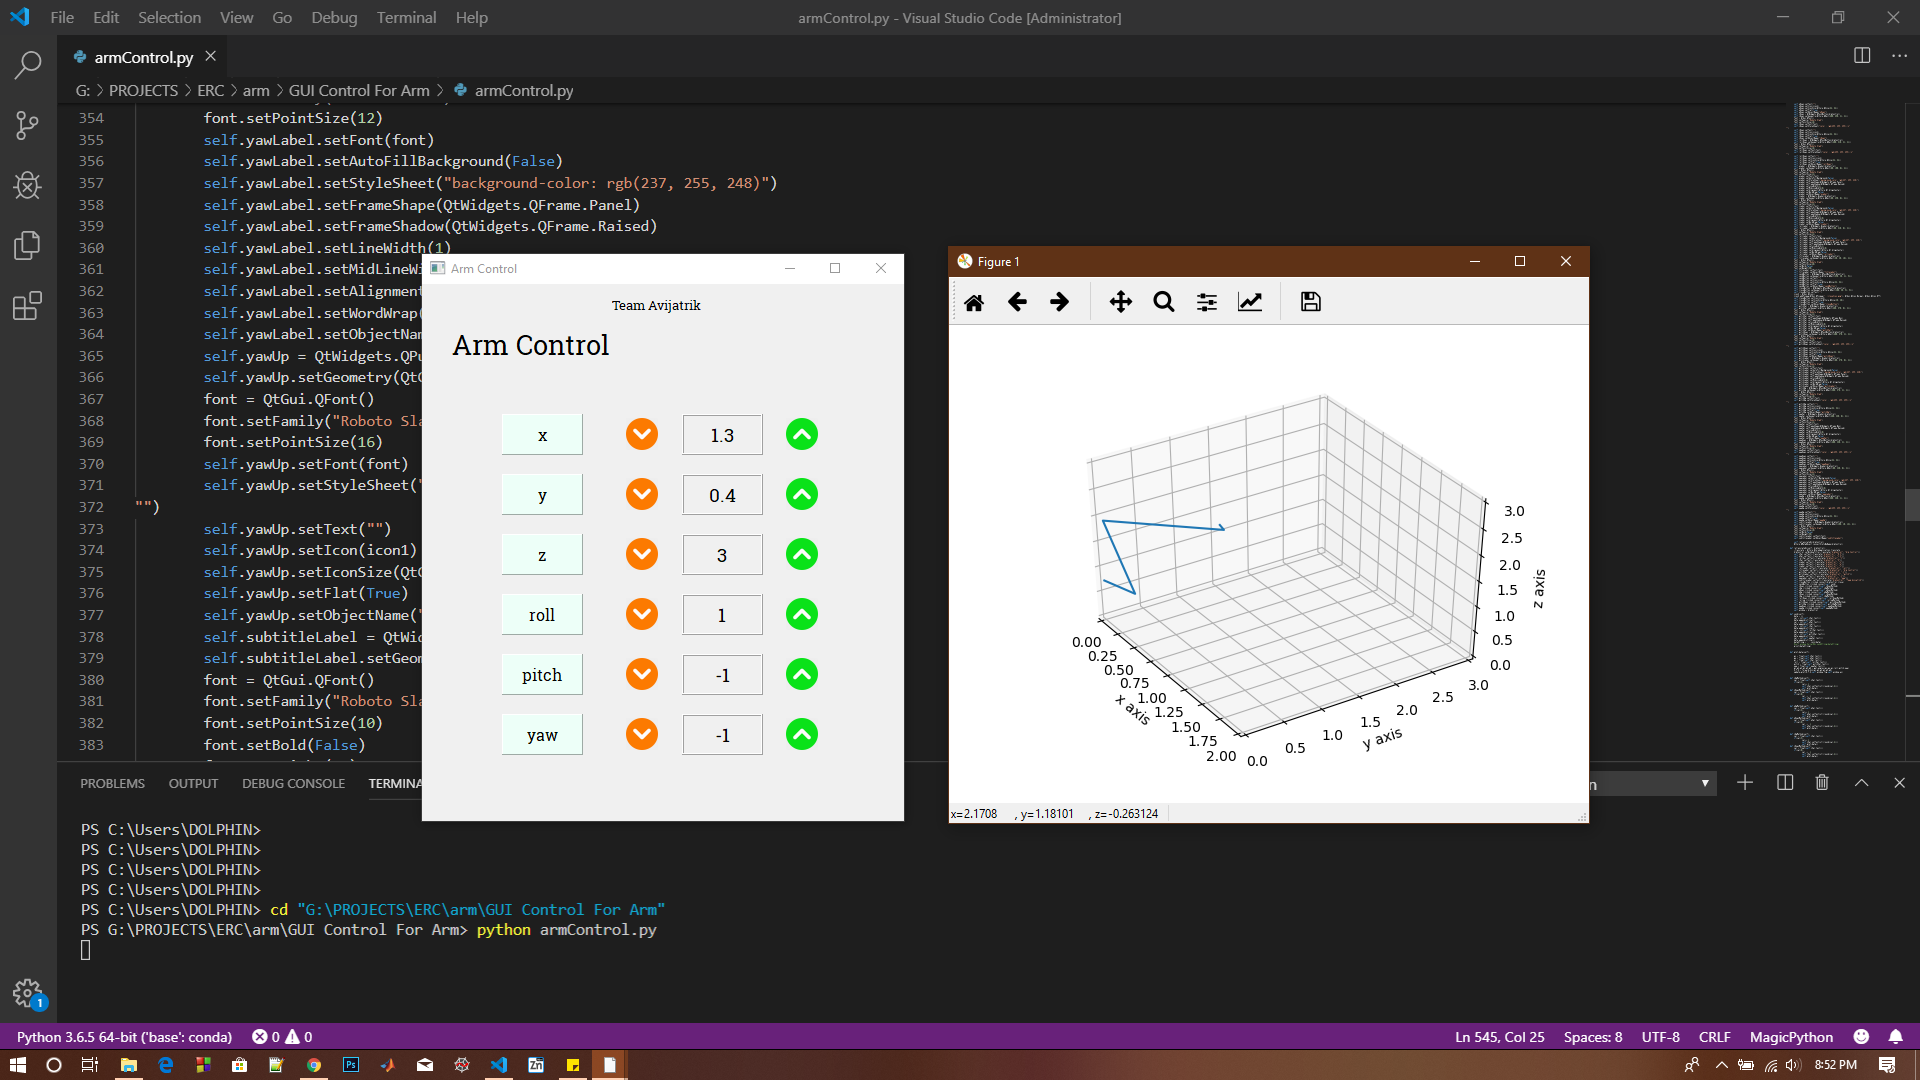 File Edit Selection View Go Debug Terminal Help
armControl.py - Visual Studio Code [Administrator]
armControl.py
G: > PROJECTS > ERC > arm > GUI Control For Arm > armControl.py
354 font.setPointSize(12)
355 self.yawLabel.setFont(font)
356 self.yawLabel.setAutoFillBackground(False)
357 self.yawLabel.setStyleSheet("background-color: rgb(237, 255, 248)")
358 self.yawLabel.setFrameShape(QtWidgets.QFrame.Panel)
359 self.yawLabel.setFrameShadow(QtWidgets.QFrame.Raised)
360 self.yawLabel.setLineWidth(1)
361 self.yawLabel.setMidLineWi
362 self.yawLabel.setAlignment
363 self.yawLabel.setWordWrap(
364 self.yawLabel.setObjectNam
365 self.yawUp = QtWidgets.QPu
366 self.yawUp.setGeometry(QtC
367 font = QtGui.QFont()
368 font.setFamily("Roboto Sla
369 font.setPointSize(16)
370 self.yawUp.setFont(font)
371 self.yawUp.setStyleSheet("
372 "")
373 self.yawUp.setText("")
374 self.yawUp.setIcon(icon1)
375 self.yawUp.setIconSize(QtC
376 self.yawUp.setFlat(True)
377 self.yawUp.setObjectName("
378 self.subtitleLabel = QtWid
379 self.subtitleLabel.setGeom
380 font = QtGui.QFont()
381 font.setFamily("Roboto Sla
382 font.setPointSize(10)
383 font.setBold(False)
Arm Control
Team Avijatrik
Arm Control
x 1.3
y 0.4
z 3
roll 1
pitch -1
yaw -1
Figure 1
3.0
2.5
2.0
1.5
1.0
0.5
0.0
z axis
0.00
0.25
0.50
0.75
1.00
1.25
1.50
1.75
2.00
x axis
0.0
0.5
1.0
1.5
2.0
2.5
3.0
y axis
x=2.1708 , y=1.18101 , z=-0.263124
PROBLEMS OUTPUT DEBUG CONSOLE TERMINA
n
PS C:\Users\DOLPHIN>
PS C:\Users\DOLPHIN>
PS C:\Users\DOLPHIN>
PS C:\Users\DOLPHIN>
PS C:\Users\DOLPHIN> cd "G:\PROJECTS\ERC\arm\GUI Control For Arm"
PS G:\PROJECTS\ERC\arm\GUI Control For Arm> python armControl.py
1
Python 3.6.5 64-bit ('base': conda) 0 0
Ln 545, Col 25 Spaces: 8 UTF-8 CRLF MagicPython
Ps Zn
8:52 PM